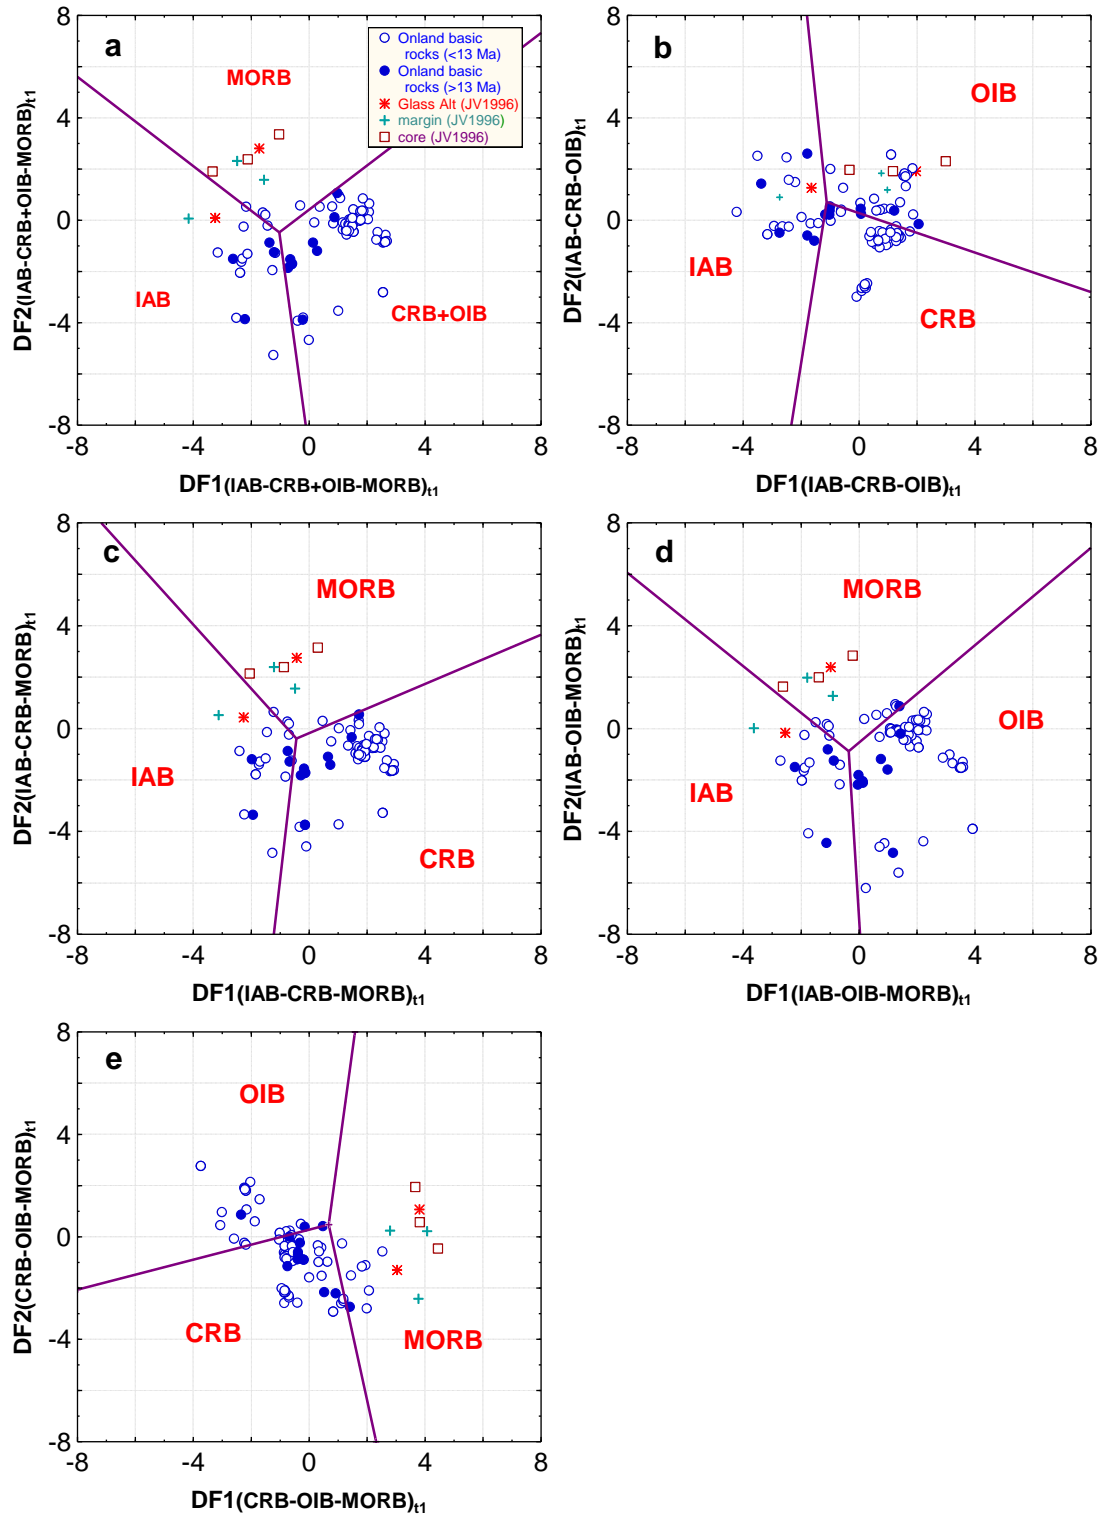 a
MORB
IAB
CRB+OIB
Onland basic
rocks (<13 Ma)
Onland basic
rocks (>13 Ma)
Glass Alt (JV1996)
margin (JV1996)
core (JV1996)
8
4
0
-4
-8
-8
-4
0
4
8
DF2(IAB-CRB+OIB-MORB)t1
DF1(IAB-CRB+OIB-MORB)t1
b
OIB
IAB
CRB
8
4
0
-4
-8
-8
-4
0
4
8
DF2(IAB-CRB-OIB)t1
DF1(IAB-CRB-OIB)t1
c
MORB
IAB
CRB
8
4
0
-4
-8
-8
-4
0
4
8
DF2(IAB-CRB-MORB)t1
DF1(IAB-CRB-MORB)t1
d
MORB
OIB
IAB
8
4
0
-4
-8
-8
-4
0
4
8
DF2(IAB-OIB-MORB)t1
DF1(IAB-OIB-MORB)t1
e
OIB
CRB
MORB
8
4
0
-4
-8
-8
-4
0
4
8
DF2(CRB-OIB-MORB)t1
DF1(CRB-OIB-MORB)t1